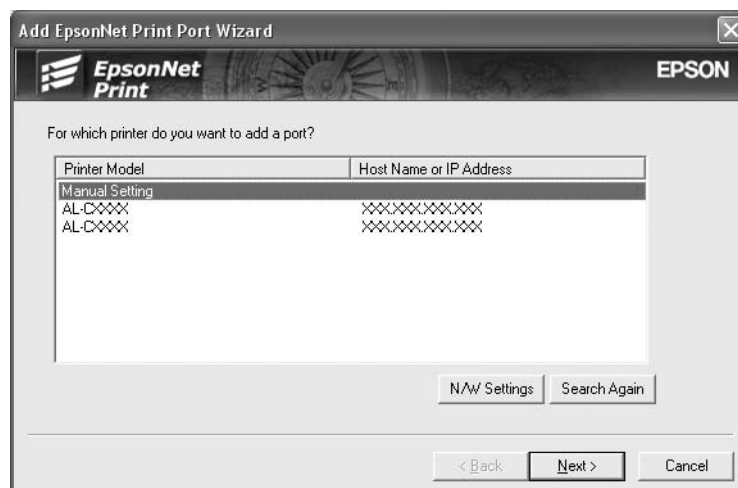 Add EpsonNet Print Port Wizard
EpsonNet
Print
EPSON
For which printer do you want to add a port?
Printer Model Host Name or IP Address
Manual Setting
AL-CXXXX XXX.XXX.XXX.XXX
AL-CXXXX XXX.XXX.XXX.XXX
N/W Settings Search Again
< Back Next > Cancel